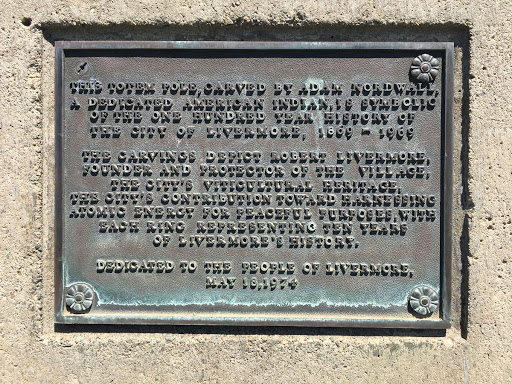 THIS TOTEM POLE, CARVED BY ADAM NORDWALL,
A DEDICATED AMERICAN INDIAN, IS SYMBOLIC
OF THE ONE HUNDRED YEAR HISTORY OF
THE CITY OF LIVERMORE, 1869 - 1969
THE CARVINGS DEPICT ROBERT LIVERMORE,
FOUNDER AND PROTECTOR OF THE VILLAGE;
THE CITY'S VITICULTURAL HERITAGE,
THE CITY'S CONTRIBUTION TOWARD HARNESSING
ATOMIC ENERGY FOR PEACEFUL PURPOSES, WITH
EACH RING REPRESENTING TEN YEARS
OF LIVERMORE'S HISTORY.
DEDICATED TO THE PEOPLE OF LIVERMORE,
MAY 18, 1974